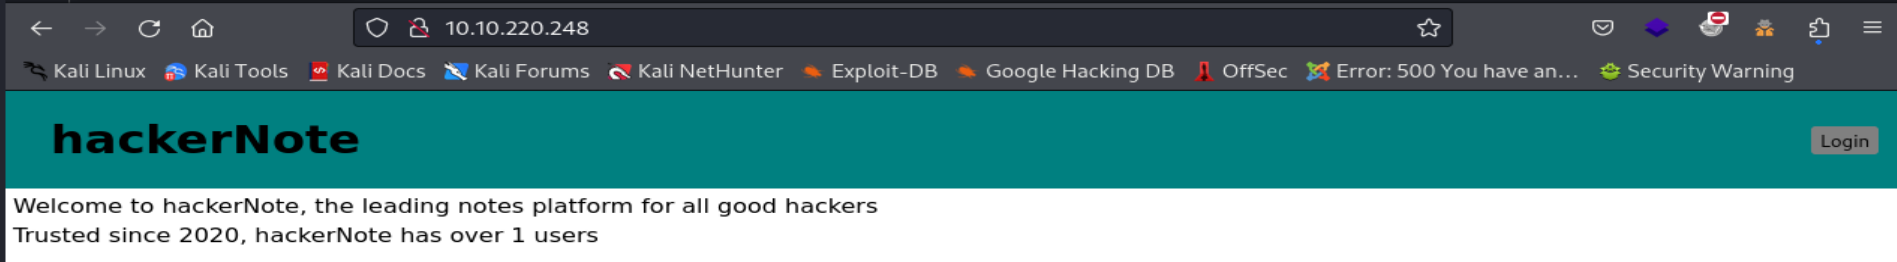 10.10.220.248
Kali Linux Kali Tools Kali Docs Kali Forums Kali NetHunter Exploit-DB Google Hacking DB OffSec Error: 500 You have an... Security Warning
hackerNote
Login
Welcome to hackerNote, the leading notes platform for all good hackers
Trusted since 2020, hackerNote has over 1 users